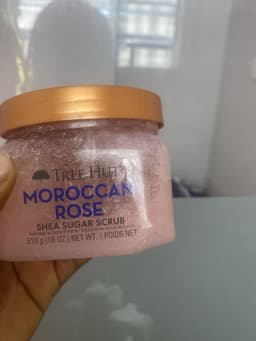 TREE HUT
MOROCCAN
ROSE
SHEA SUGAR SCRUB
510 g (18 OZ.) NET WT. / POIDS NET